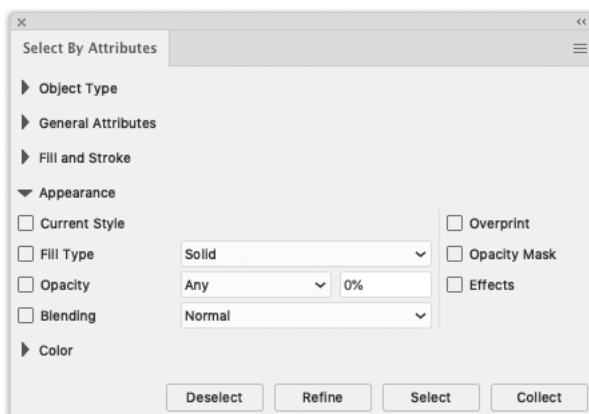 Select By Attributes
Object Type
General Attributes
Fill and Stroke
Appearance
Current Style
Overprint
Fill Type Solid Opacity Mask
Opacity Any 0% Effects
Blending Normal
Color
Deselect Refine Select Collect